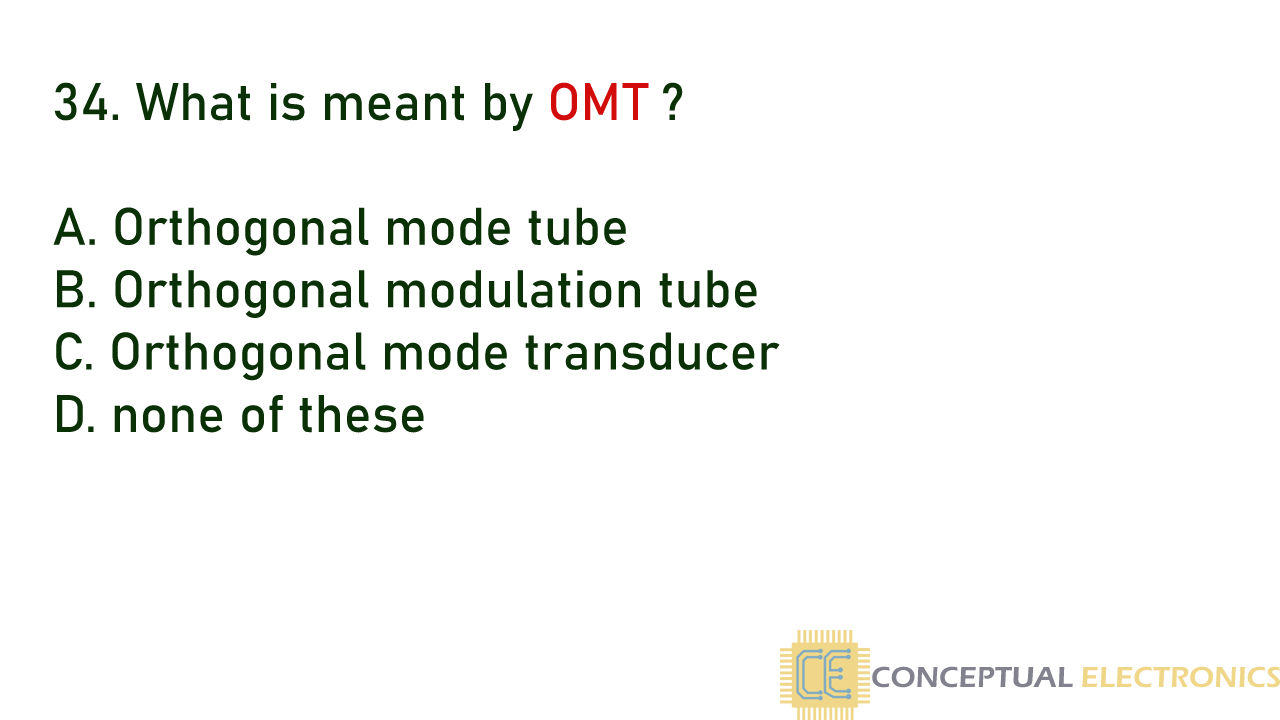 34. What is meant by OMT ?
A. Orthogonal mode tube
B. Orthogonal modulation tube
C. Orthogonal mode transducer
D. none of these
CE CONCEPTUAL ELECTRONICS